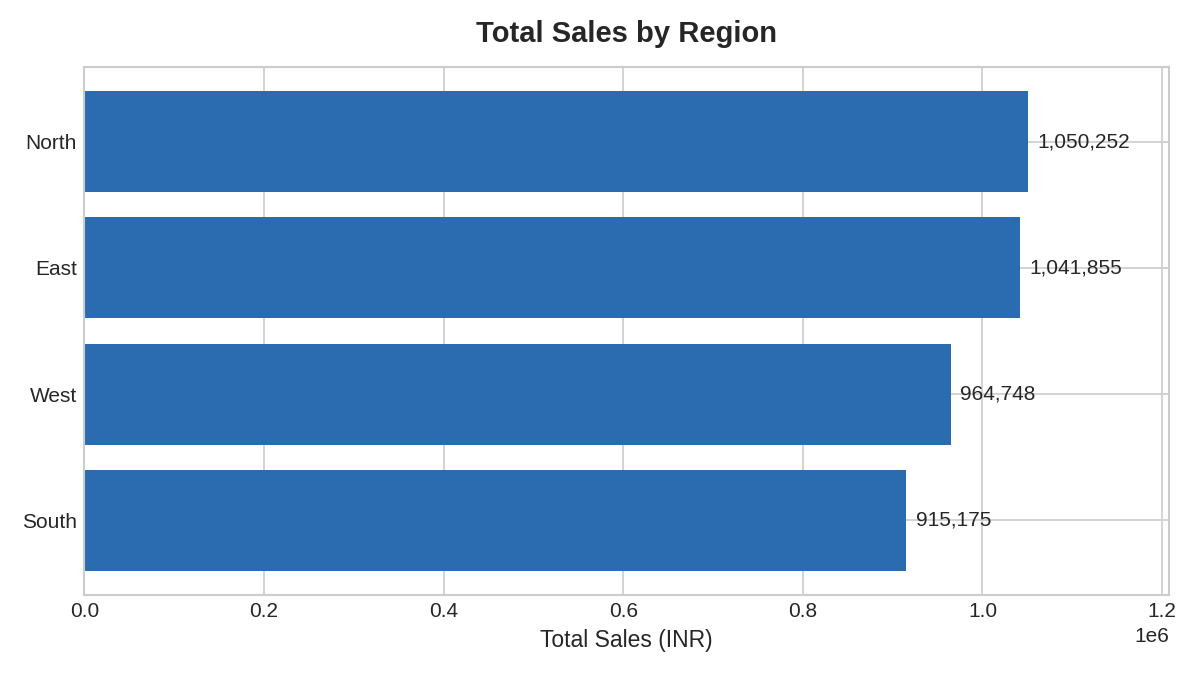 Total Sales by Region
North 1,050,252
East 1,041,855
West 964,748
South 915,175
0.0 0.2 0.4 0.6 0.8 1.0 1.2
1e6
Total Sales (INR)